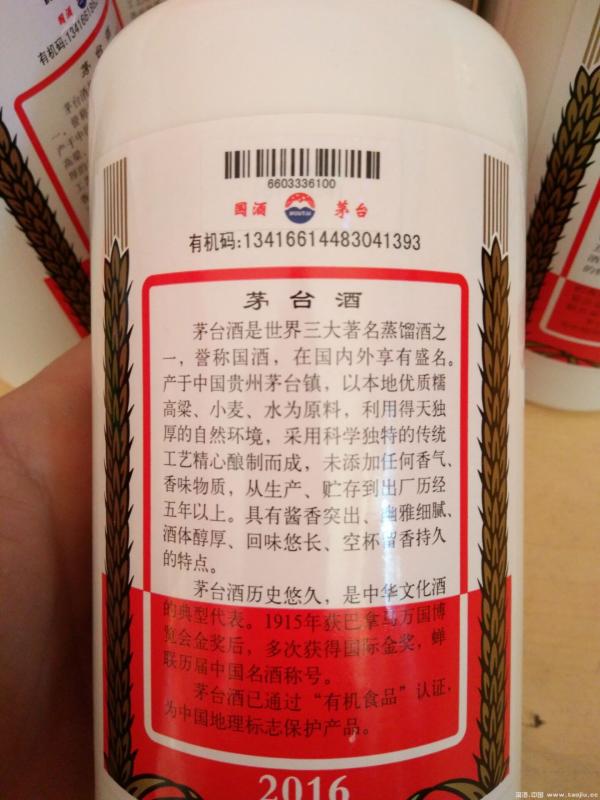 6603336100
国酒 MOUTAI 茅台
有机码:134166144483041393
茅台酒
茅台酒是世界三大著名蒸馏酒之
一，誉称国酒，在国内外享有盛名。
产于中国贵州茅台镇，以本地优质糯
高粱、小麦、水为原料，利用得天独
厚的自然环境，采用科学独特的传统
工艺精心酿制而成，未添加任何香气、
香味物质，从生产、贮存到出厂历经
五年以上。具有酱香突出、幽雅细腻、
酒体醇厚、回味悠长、空杯留香持久
的特点。
茅台酒历史悠久，是中华文化酒
的典型代表。1915年获巴拿马万国博
览会金奖后，多次获得国际金奖，蝉
联历届中国名酒称号。
茅台酒已通过“有机食品”认证，
为中国地理标志保护产品。
2016
www.taojiu.cc